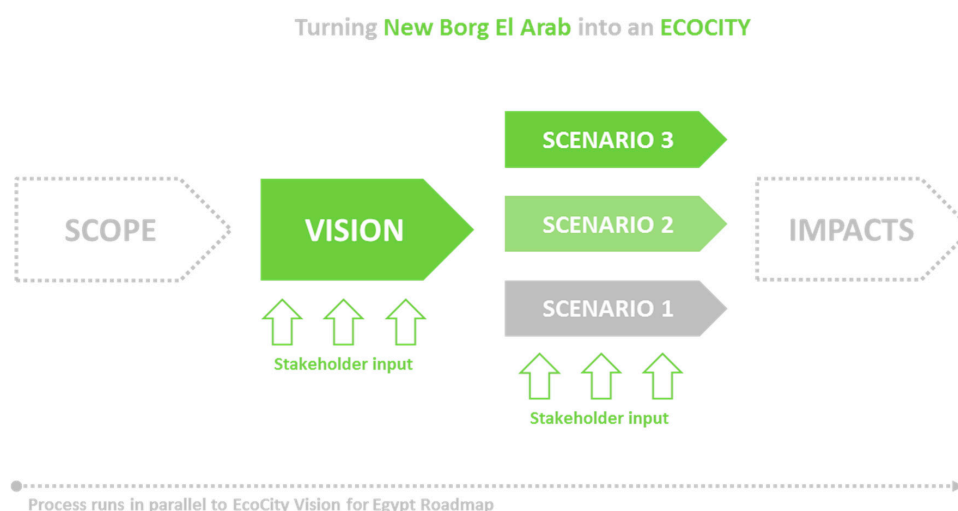 Turning New Borg El Arab into an ECOCITY
SCOPE
VISION
Stakeholder input
SCENARIO 3
SCENARIO 2
SCENARIO 1
Stakeholder input
IMPACTS
Process runs in parallel to EcoCity Vision for Egypt Roadmap